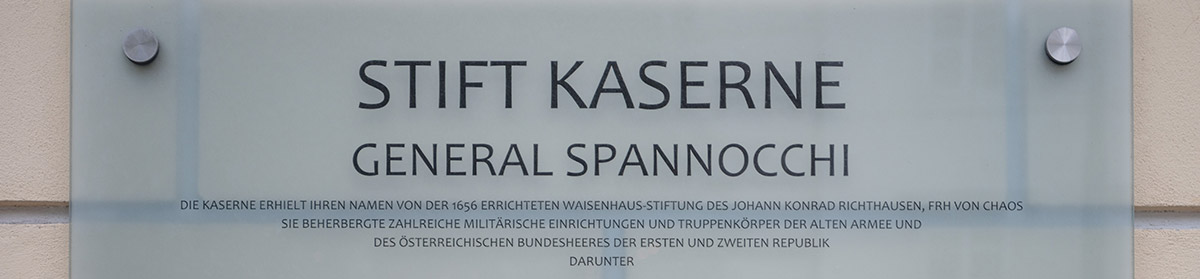 STIFT KASERNE
GENERAL SPANNOCCHI
DIE KASERNE ERHIELT IHREN NAMEN VON DER 1656 ERRICHTETEN WAISENHAUS-STIFTUNG DES JOHANN KONRAD RICHTHAUSEN, FRH VON CHAOS
SIE BEHERBERGTE ZAHLREICHE MILITÄRISCHE EINRICHTUNGEN UND TRUPPENKÖRPER DER ALTEN ARMEE UND
DES ÖSTERREICHISCHEN BUNDESHEERES DER ERSTEN UND ZWEITEN REPUBLIK
DARUNTER